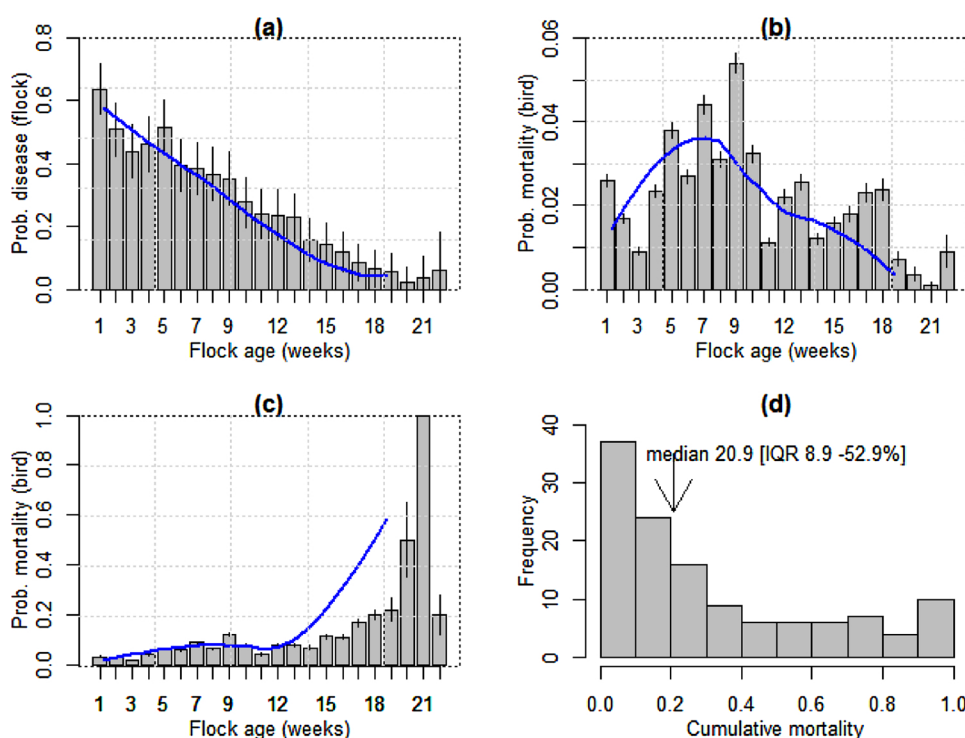 (a)
Prob. disease (flock)
0.0 0.2 0.4 0.6 0.8
1 3 5 7 9 12 15 18 21
Flock age (weeks)
(b)
Prob. mortality (bird)
0.00 0.02 0.04 0.06
1 3 5 7 9 12 15 18 21
Flock age (weeks)
(c)
Prob. mortality (bird)
0.0 0.2 0.4 0.6 0.8 1.0
1 3 5 7 9 12 15 18 21
Flock age (weeks)
(d)
median 20.9 [IQR 8.9 -52.9%]
Frequency
0 10 20 30 40
0.0 0.2 0.4 0.6 0.8 1.0
Cumulative mortality